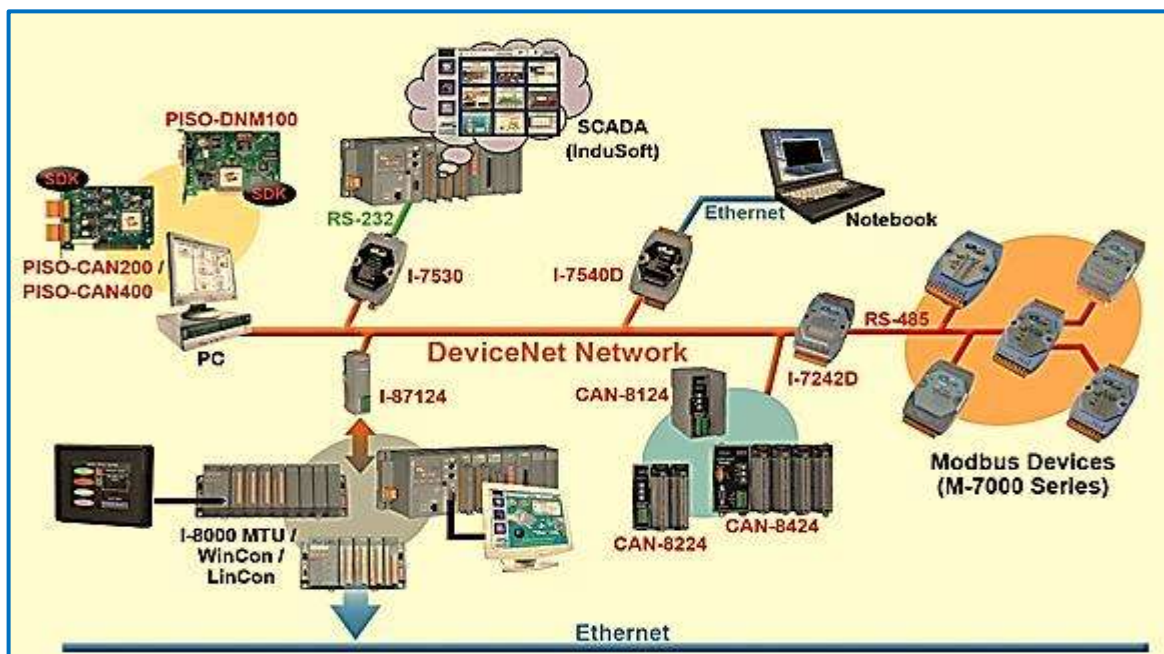 PISO-DNM100
SDK
SDK
PISO-CAN200 /
PISO-CAN400
PC
SCADA
(InduSoft)
RS-232
I-7530
Ethernet
Notebook
I-7540D
RS-485
I-7242D
DeviceNet Network
I-87124
CAN-8124
CAN-8224
CAN-8424
Modbus Devices
(M-7000 Series)
I-8000 MTU /
WinCon /
LinCon
Ethernet